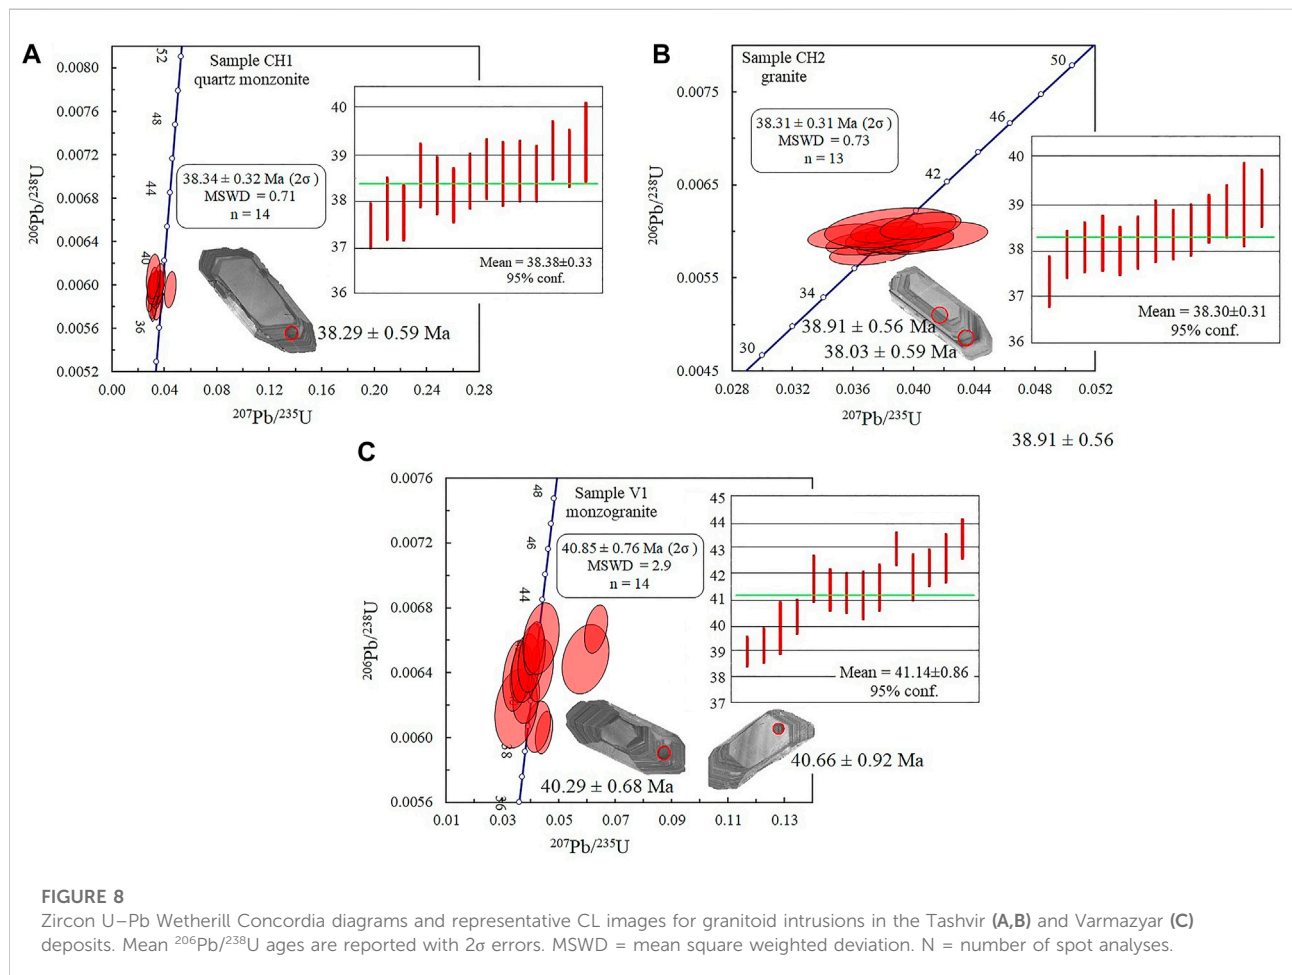 A
Sample CH1
quartz monzonite
38.34 ± 0.32 Ma (2σ )
MSWD = 0.71
n = 14
0.0080
0.0076
0.0072
0.0068
0.0064
0.0060
0.0056
0.0052
206Pb/238U
52
48
44
40
36
0.00 0.04 0.08 0.12 0.16 0.20 0.24 0.28
207Pb/235U
40
39
38
37
36
Mean = 38.38±0.33
95% conf.
38.29 ± 0.59 Ma
B
Sample CH2
granite
38.31 ± 0.31 Ma (2σ )
MSWD = 0.73
n = 13
0.0075
0.0065
0.0055
0.0045
206Pb/238U
50
46
42
34
30
0.028 0.032 0.036 0.040 0.044 0.048 0.052
207Pb/235U
40
39
38
37
36
Mean = 38.30±0.31
95% conf.
38.91 ± 0.56 Ma
38.03 ± 0.59 Ma
38.91 ± 0.56
C
Sample V1
monzogranite
40.85 ± 0.76 Ma (2σ )
MSWD = 2.9
n = 14
0.0076
0.0072
0.0068
0.0064
0.0060
0.0056
206Pb/238U
48
46
44
38
36
0.01 0.03 0.05 0.07 0.09 0.11 0.13
207Pb/235U
45
44
43
42
41
40
39
38
37
Mean = 41.14±0.86
95% conf.
40.29 ± 0.68 Ma
40.66 ± 0.92 Ma
FIGURE 8
Zircon U–Pb Wetherill Concordia diagrams and representative CL images for granitoid intrusions in the Tashvir (A,B) and Varmazyar (C)
deposits. Mean 206Pb/238U ages are reported with 2σ errors. MSWD = mean square weighted deviation. N = number of spot analyses.